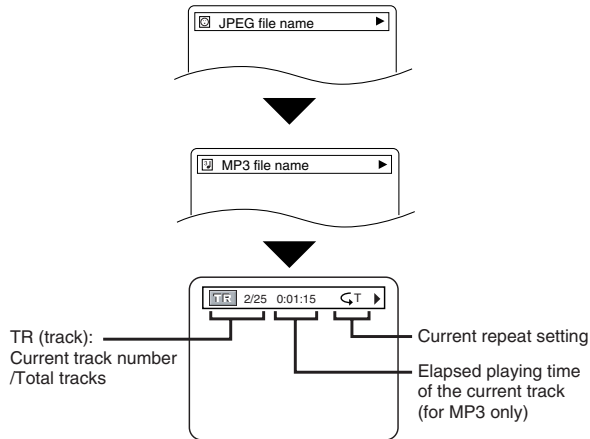 JPEG file name
MP3 file name
TR 2/25 0:01:15 T
TR (track):
Current track number
/Total tracks
Current repeat setting
Elapsed playing time
of the current track
(for MP3 only)